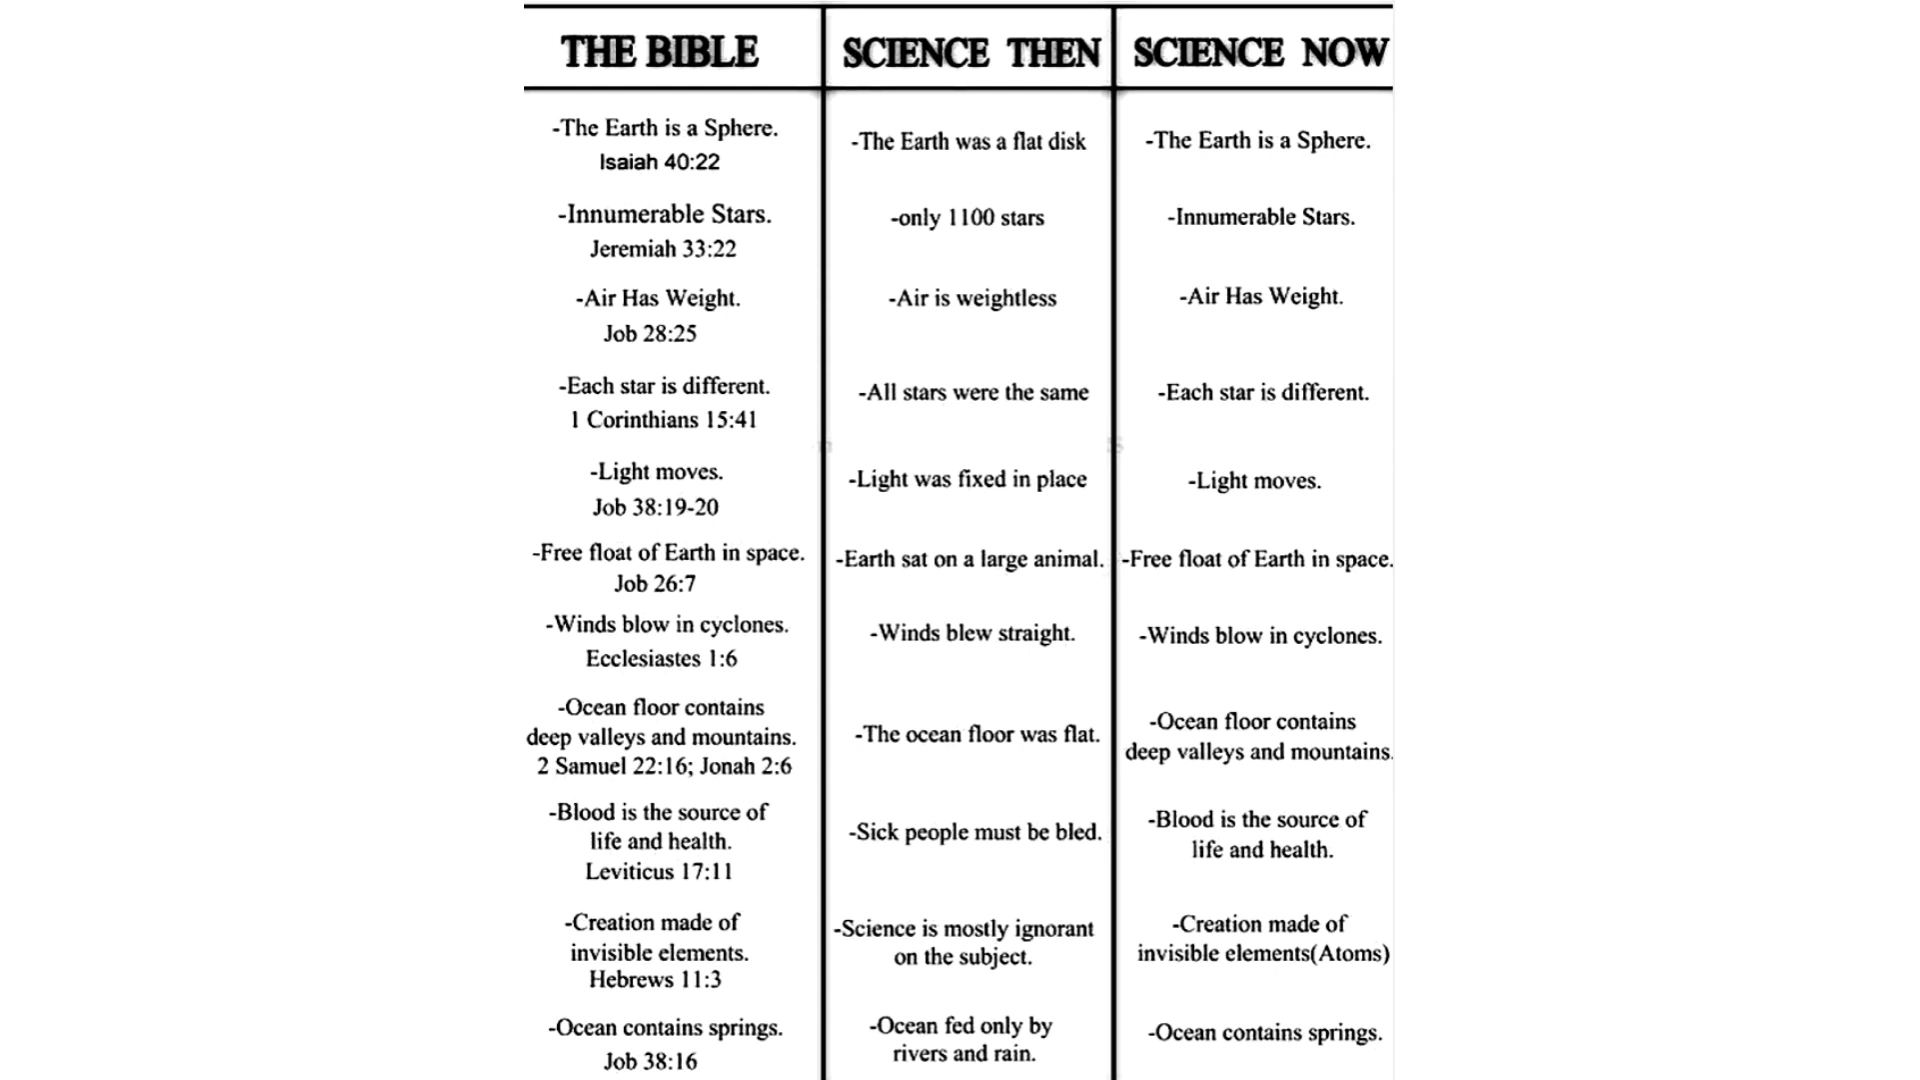 THE BIBLE
SCIENCE THEN
SCIENCE NOW
-The Earth is a Sphere.
Isaiah 40:22
-The Earth was a flat disk
-The Earth is a Sphere.
-Innumerable Stars.
Jeremiah 33:22
-only 1100 stars
-Innumerable Stars.
-Air Has Weight.
Job 28:25
-Air is weightless
-Air Has Weight.
-Each star is different.
1 Corinthians 15:41
-All stars were the same
-Each star is different.
-Light moves.
Job 38:19-20
-Light was fixed in place
-Light moves.
-Free float of Earth in space.
Job 26:7
-Earth sat on a large animal.
-Free float of Earth in space.
-Winds blow in cyclones.
Ecclesiastes 1:6
-Winds blew straight.
-Winds blow in cyclones.
-Ocean floor contains
deep valleys and mountains.
2 Samuel 22:16; Jonah 2:6
-The ocean floor was flat.
-Ocean floor contains
deep valleys and mountains.
-Blood is the source of
life and health.
Leviticus 17:11
-Sick people must be bled.
-Blood is the source of
life and health.
-Creation made of
invisible elements.
Hebrews 11:3
-Science is mostly ignorant
on the subject.
-Creation made of
invisible elements(Atoms)
-Ocean contains springs.
Job 38:16
-Ocean fed only by
rivers and rain.
-Ocean contains springs.